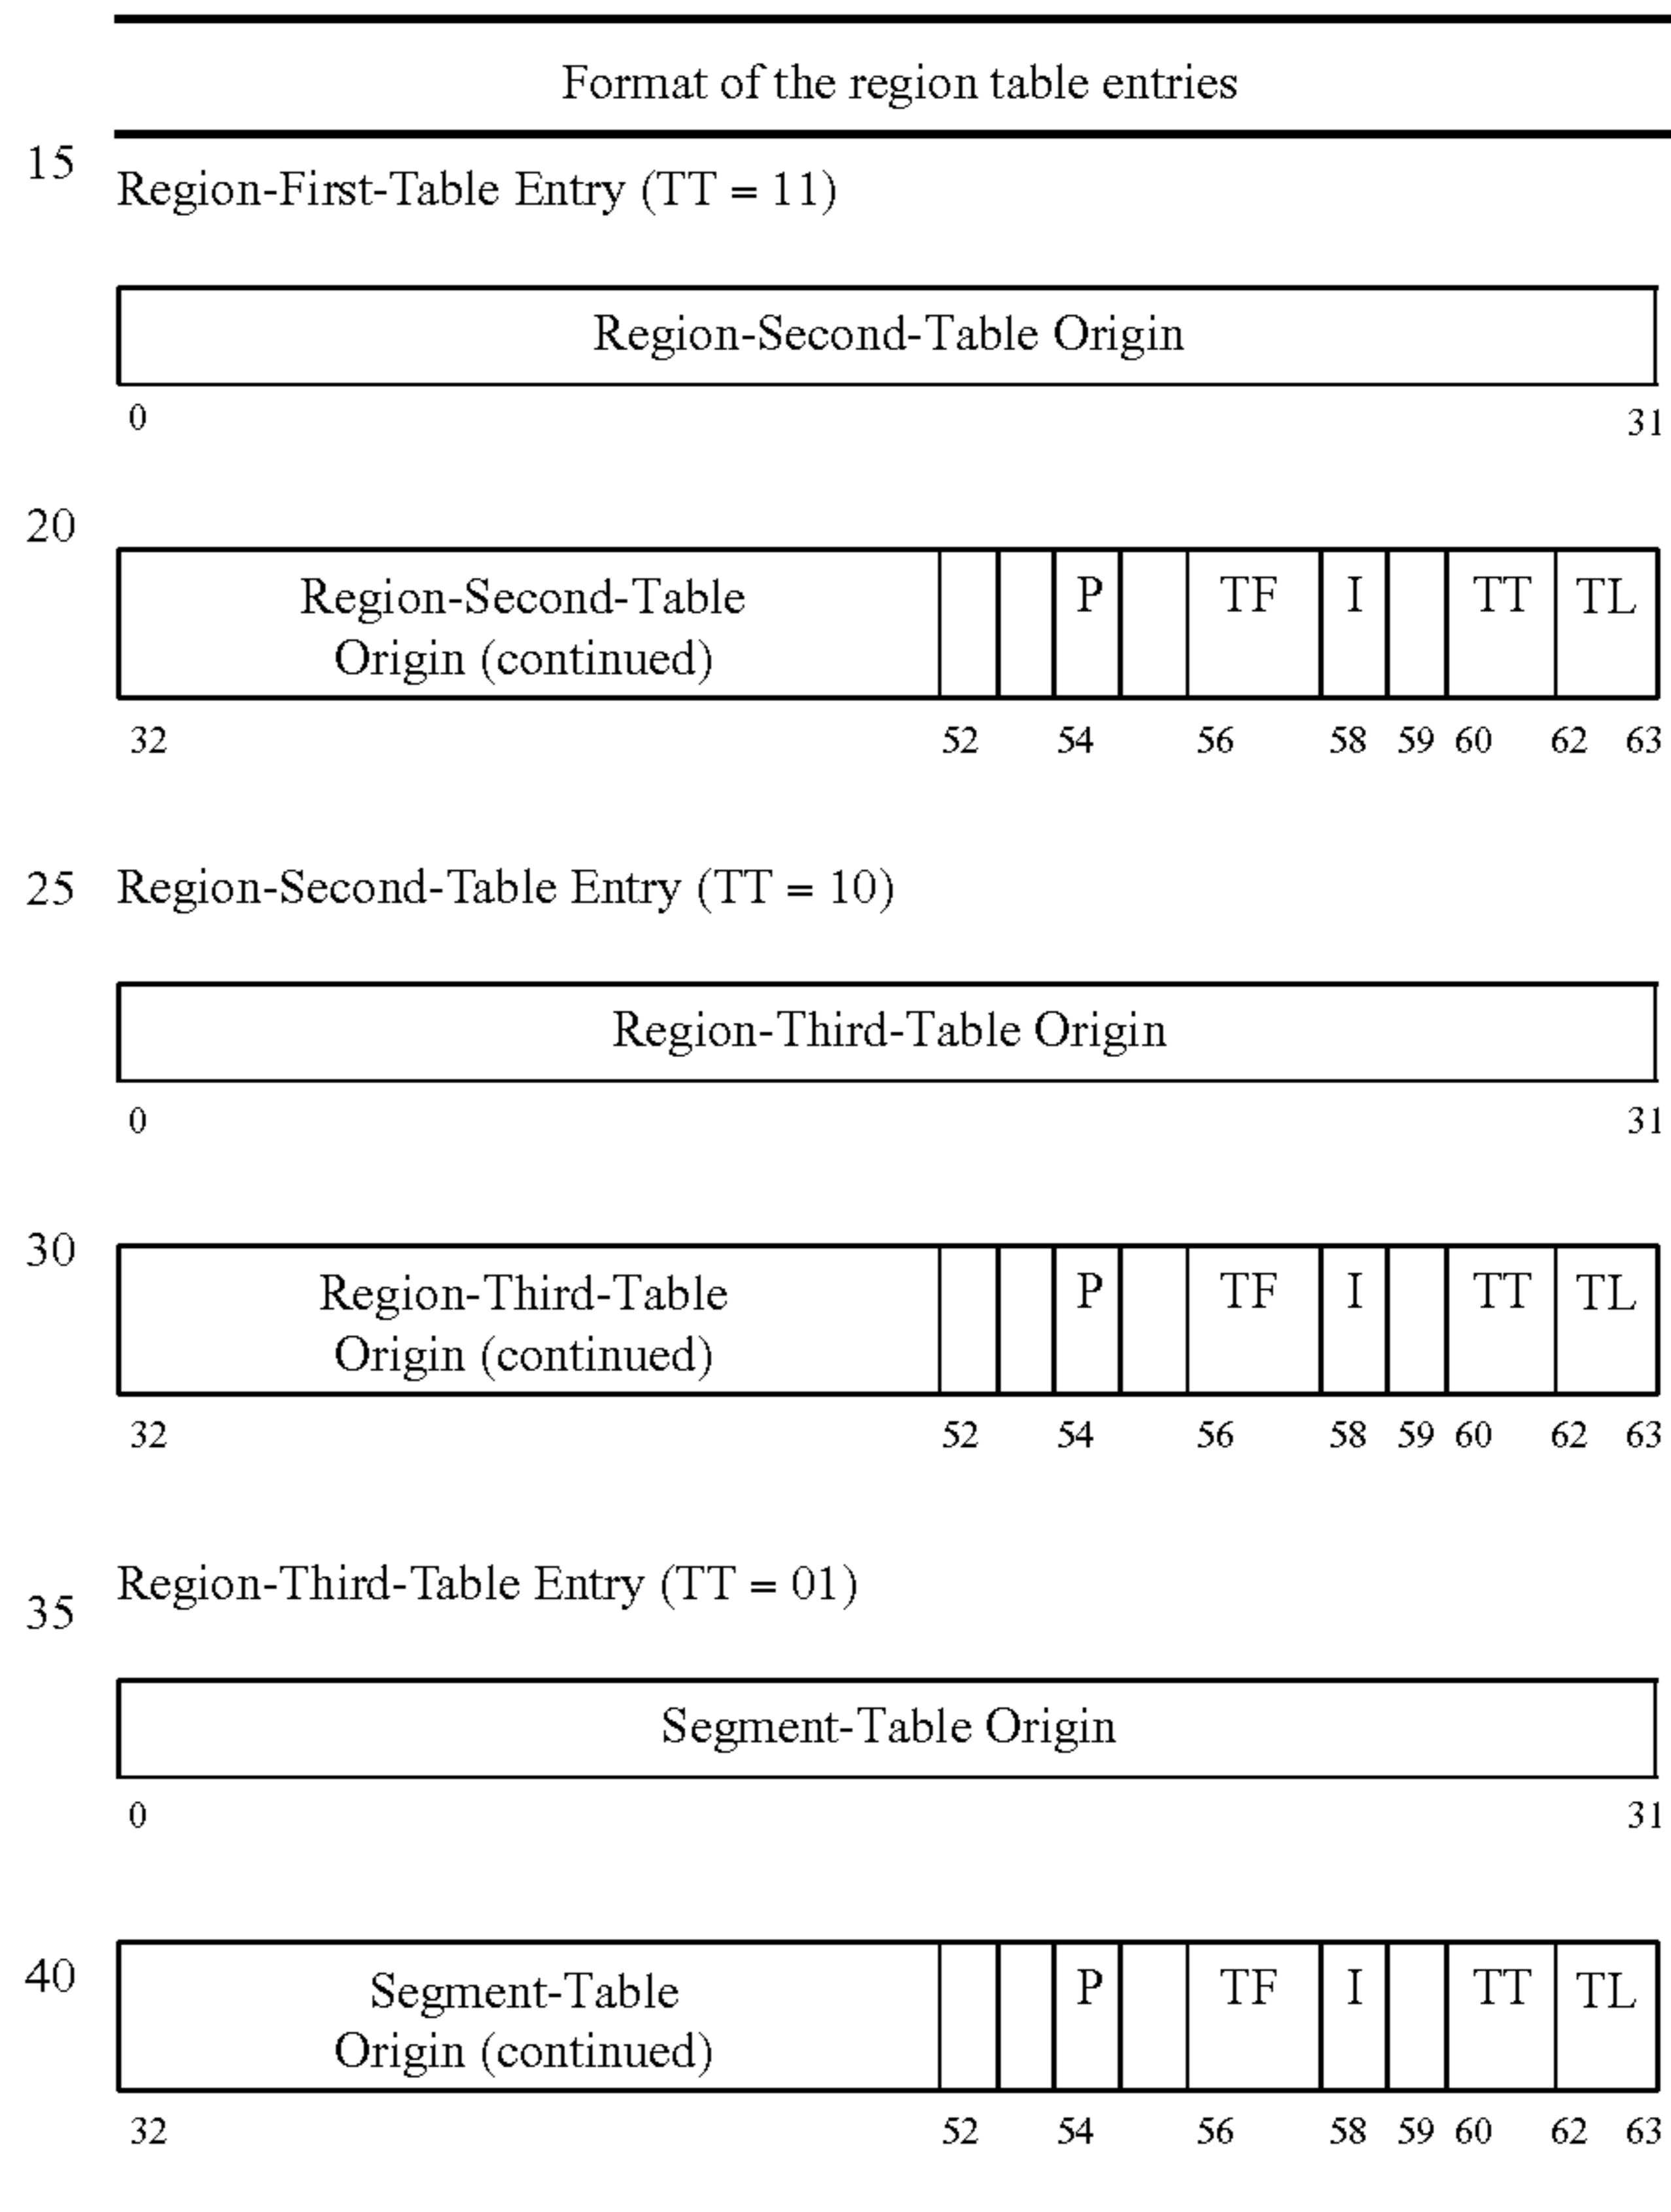 Format of the region table entries
15
Region-First-Table Entry (TT = 11)
Region-Second-Table Origin
0 31
20
Region-Second-Table P TF I TT TL
Origin (continued)
32 52 54 56 58 59 60 62 63
25 Region-Second-Table Entry (TT = 10)
Region-Third-Table Origin
0 31
30
Region-Third-Table P TF I TT TL
Origin (continued)
32 52 54 56 58 59 60 62 63
Region-Third-Table Entry (TT = 01)
35
Segment-Table Origin
0 31
40
Segment-Table P TF I TT TL
Origin (continued)
32 52 54 56 58 59 60 62 63